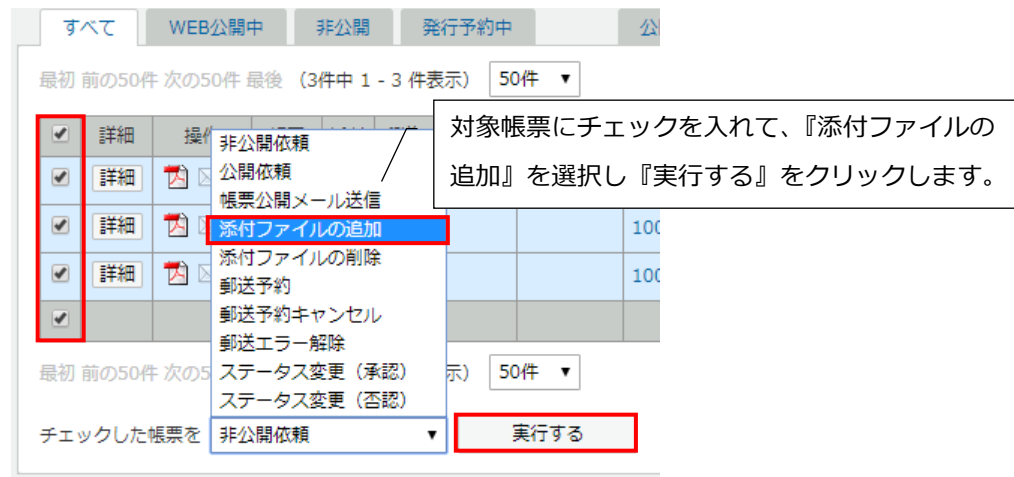 すべて WEB公開中 非公開 発行予約中
最初 前の50件 次の50件 最後 （3件中 1 - 3 件表示） 50件 ▼
対象帳票にチェックを入れて、『添付ファイルの
追加』を選択し『実行する』をクリックします。
詳細
詳細
詳細
詳細
非公開依頼
公開依頼
帳票公開メール送信
添付ファイルの追加
添付ファイルの削除
郵送予約
郵送予約キャンセル
郵送エラー解除
ステータス変更（承認）
ステータス変更（否認）
100
100
最初 前の50件 次の5 示） 50件 ▼
チェックした帳票を 非公開依頼 ▼ 実行する